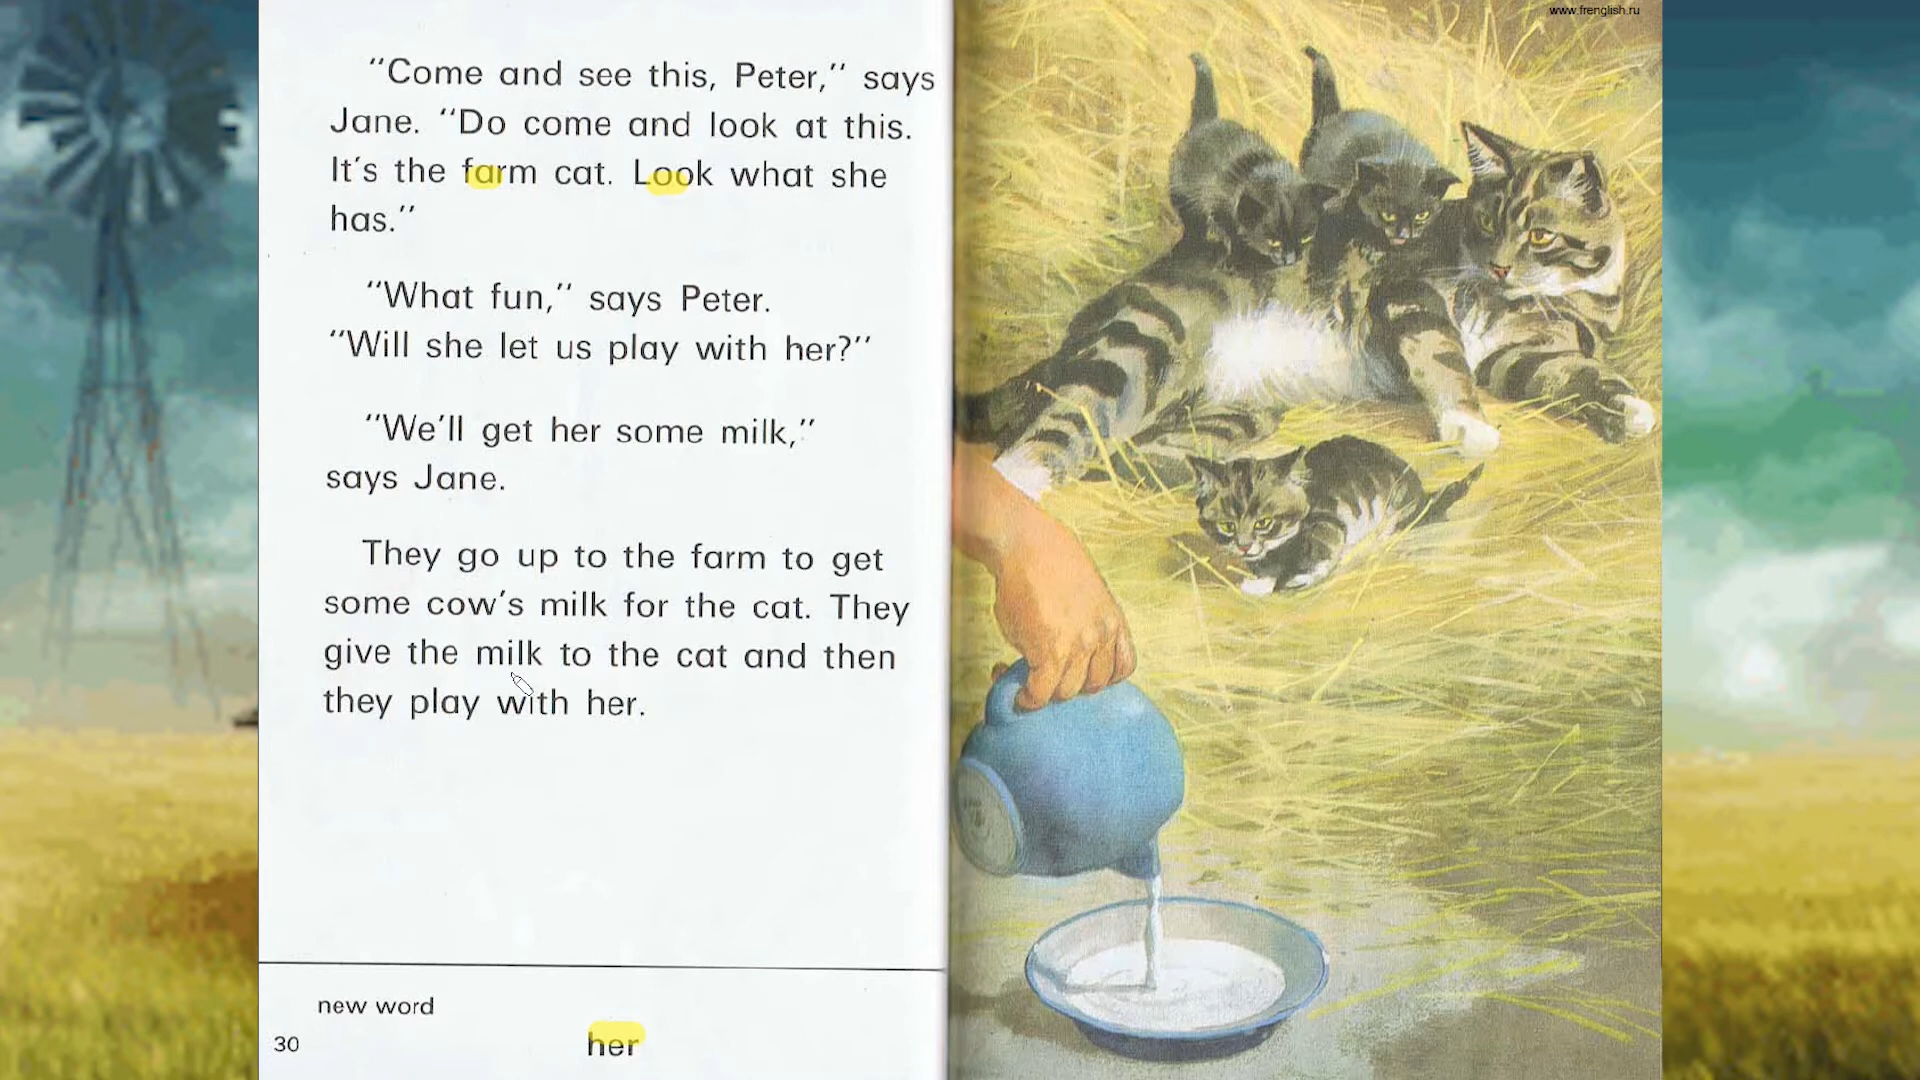 www.frenglish.ru
“Come and see this, Peter,” says
Jane. “Do come and look at this.
It's the farm cat. Look what she
has.”
“What fun,” says Peter.
“Will she let us play with her?”
“We'll get her some milk,”
says Jane.
They go up to the farm to get
some cow's milk for the cat. They
give the milk to the cat and then
they play with her.
new word
30
her